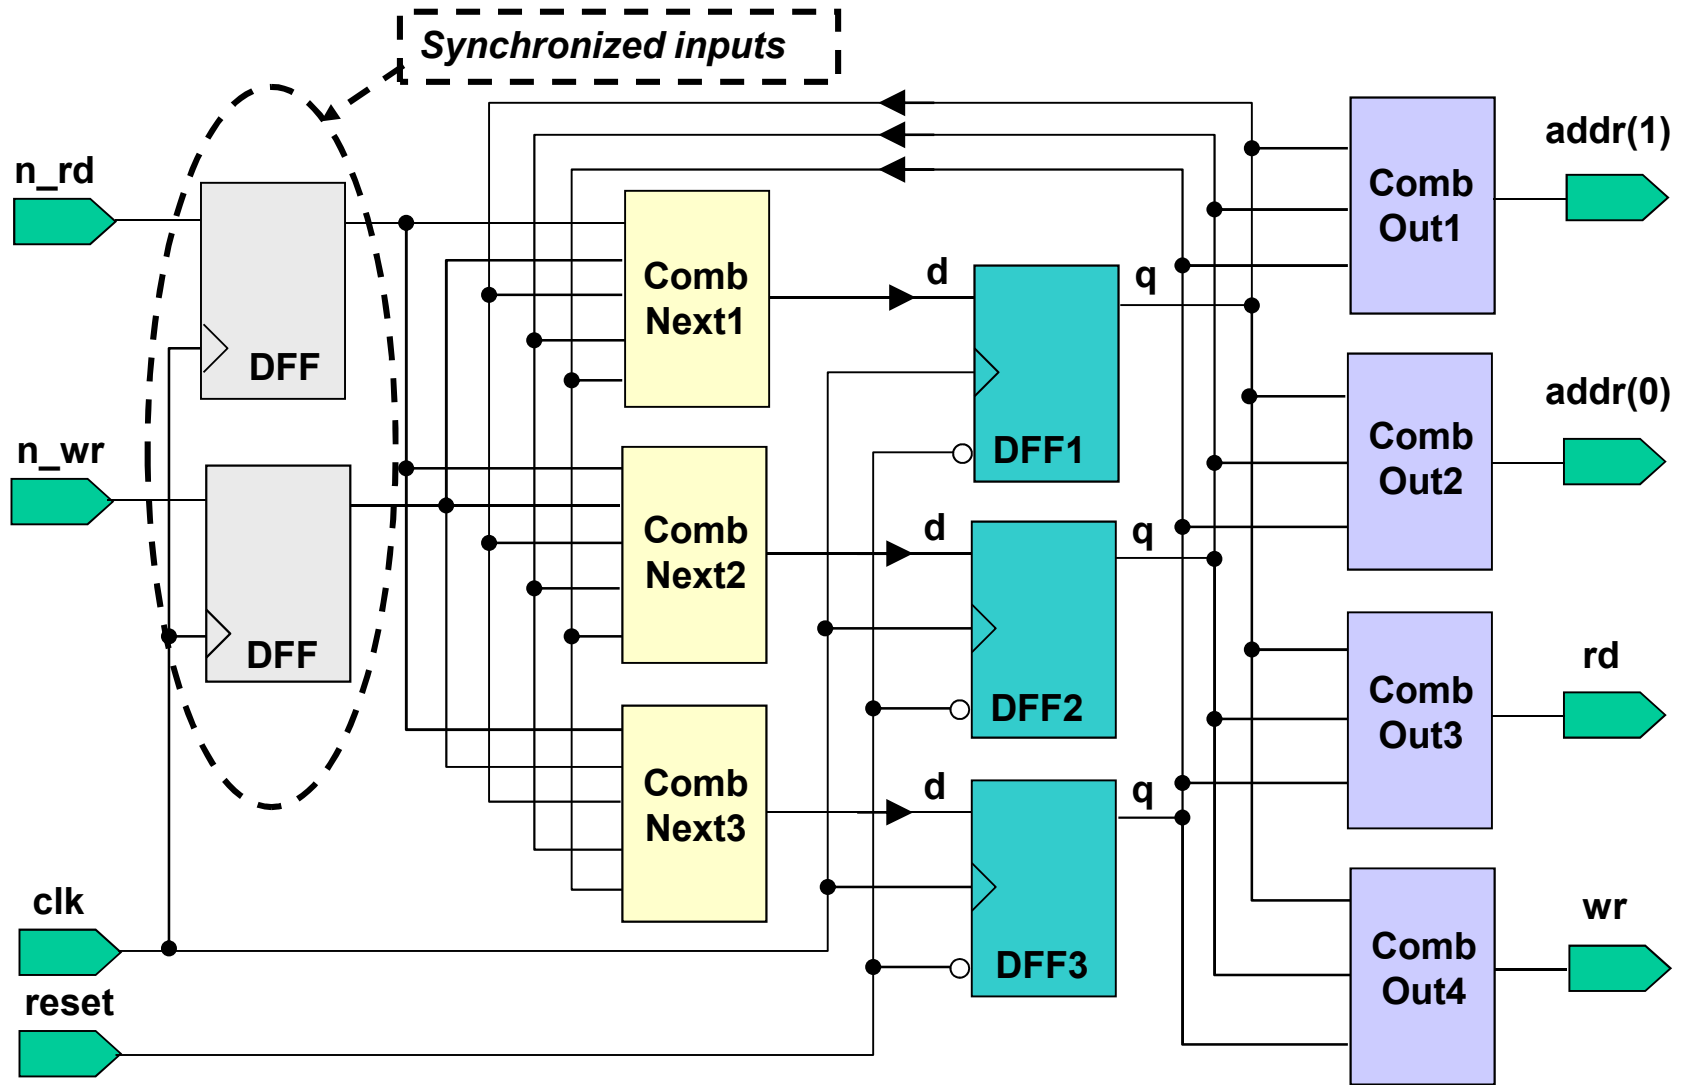 Synchronized inputs
n_rd
DFF
n_wr
DFF
clk
reset
Comb
Next1
Comb
Next2
Comb
Next3
d
q
DFF1
d
q
DFF2
d
q
DFF3
Comb
Out1
Comb
Out2
Comb
Out3
Comb
Out4
addr(1)
addr(0)
rd
wr